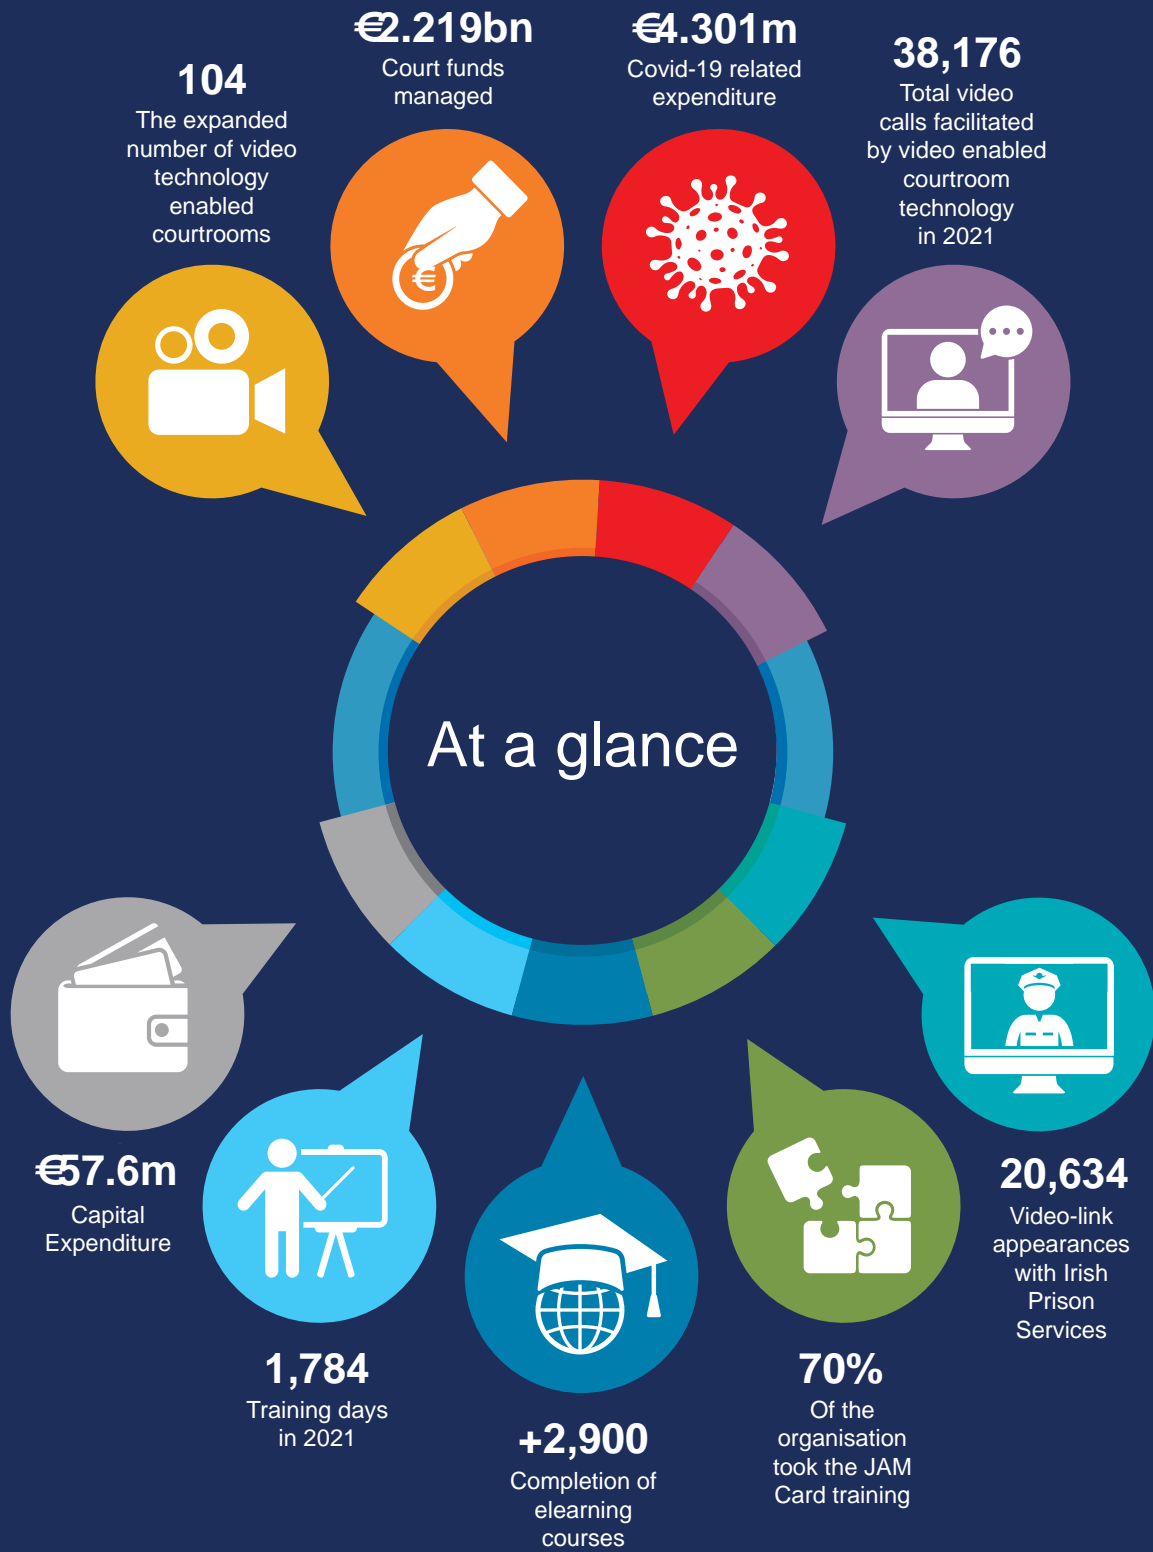 104
The expanded
number of video
technology
enabled
courtrooms
€2.219bn
Court funds
managed
€4.301m
Covid-19 related
expenditure
38,176
Total video
calls facilitated
by video enabled
courtroom
technology
in 2021
€
At a glance
€57.6m
Capital
Expenditure
1,784
Training days
in 2021
+2,900
Completion of
elearning
courses
70%
Of the
organisation
took the JAM
Card training
20,634
Video-link
appearances
with Irish
Prison
Services